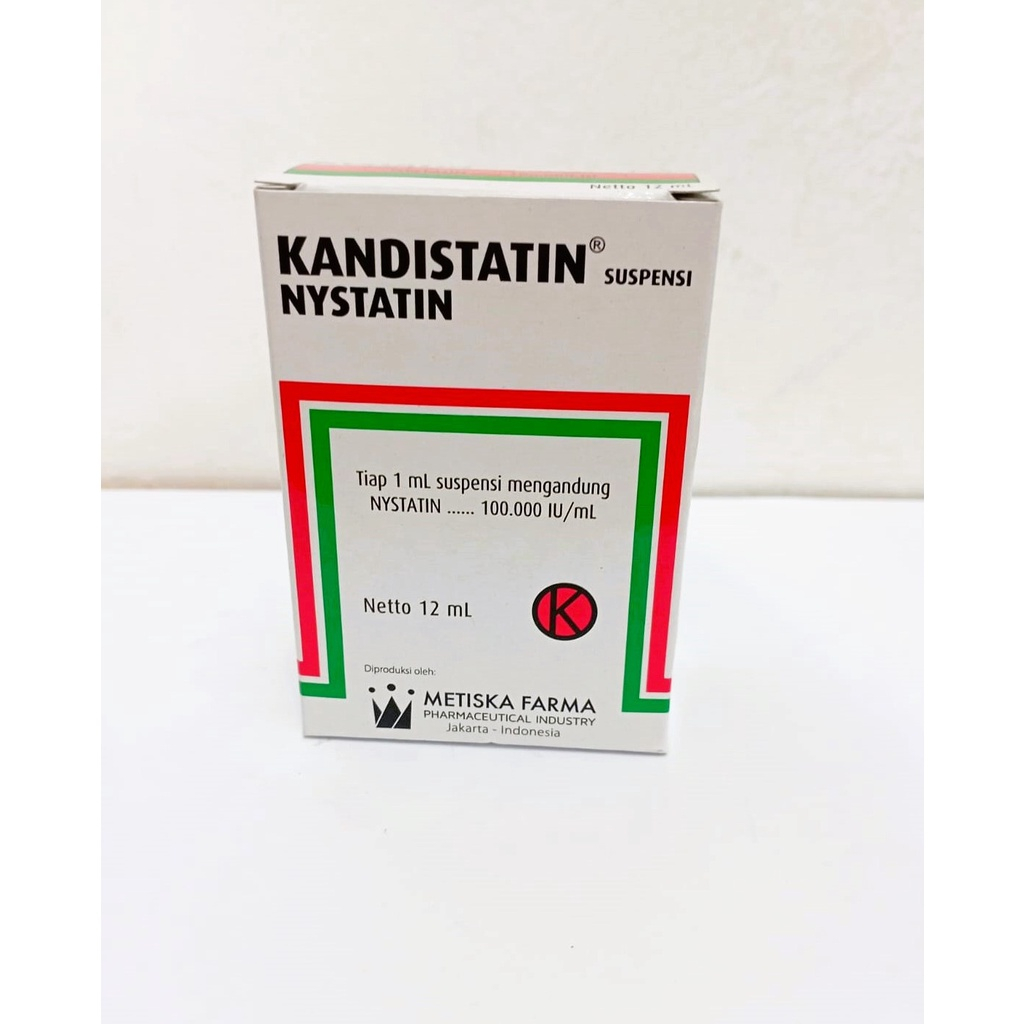 Netto 12 mL
KANDISTATIN® SUSPENSI
NYSTATIN
Tiap 1 mL suspensi mengandung
NYSTATIN ...... 100.000 IU/mL
Netto 12 mL
K
Diproduksi oleh:
METISKA FARMA
PHARMACEUTICAL INDUSTRY
Jakarta - Indonesia